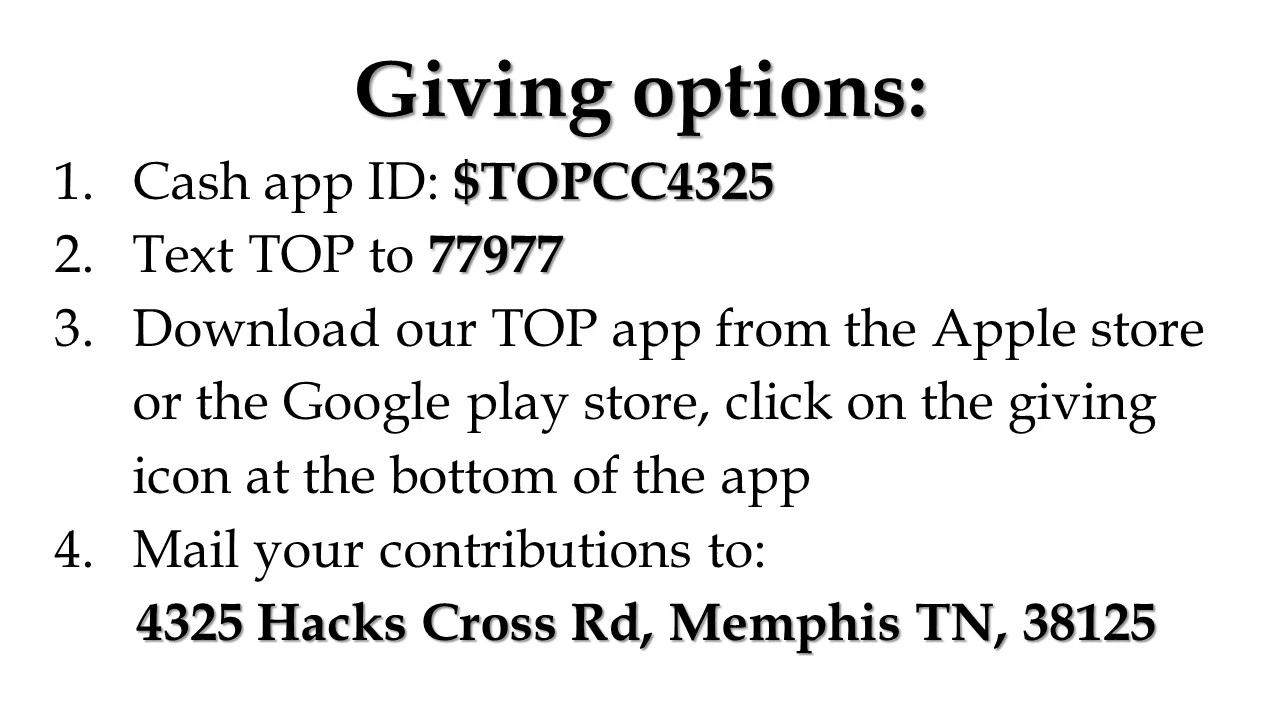 Giving options:
1. Cash app ID: $TOPCC4325
2. Text TOP to 77977
3. Download our TOP app from the Apple store
or the Google play store, click on the giving
icon at the bottom of the app
4. Mail your contributions to:
4325 Hacks Cross Rd, Memphis TN, 38125